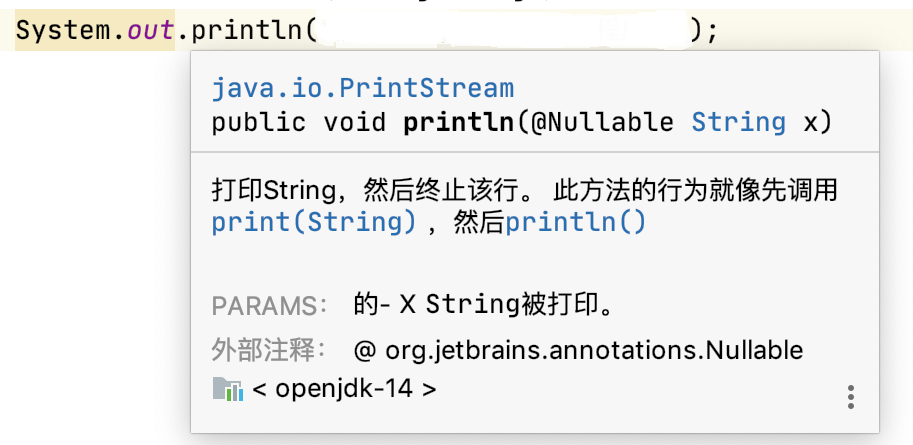 System.out.println( );
java.io.PrintStream
public void println(@Nullable String x)
打印String，然后终止该行。 此方法的行为就像先调用
print(String) ，然后println()
PARAMS： 的- X String被打印。
外部注释： @ org.jetbrains.annotations.Nullable
< openjdk-14 >